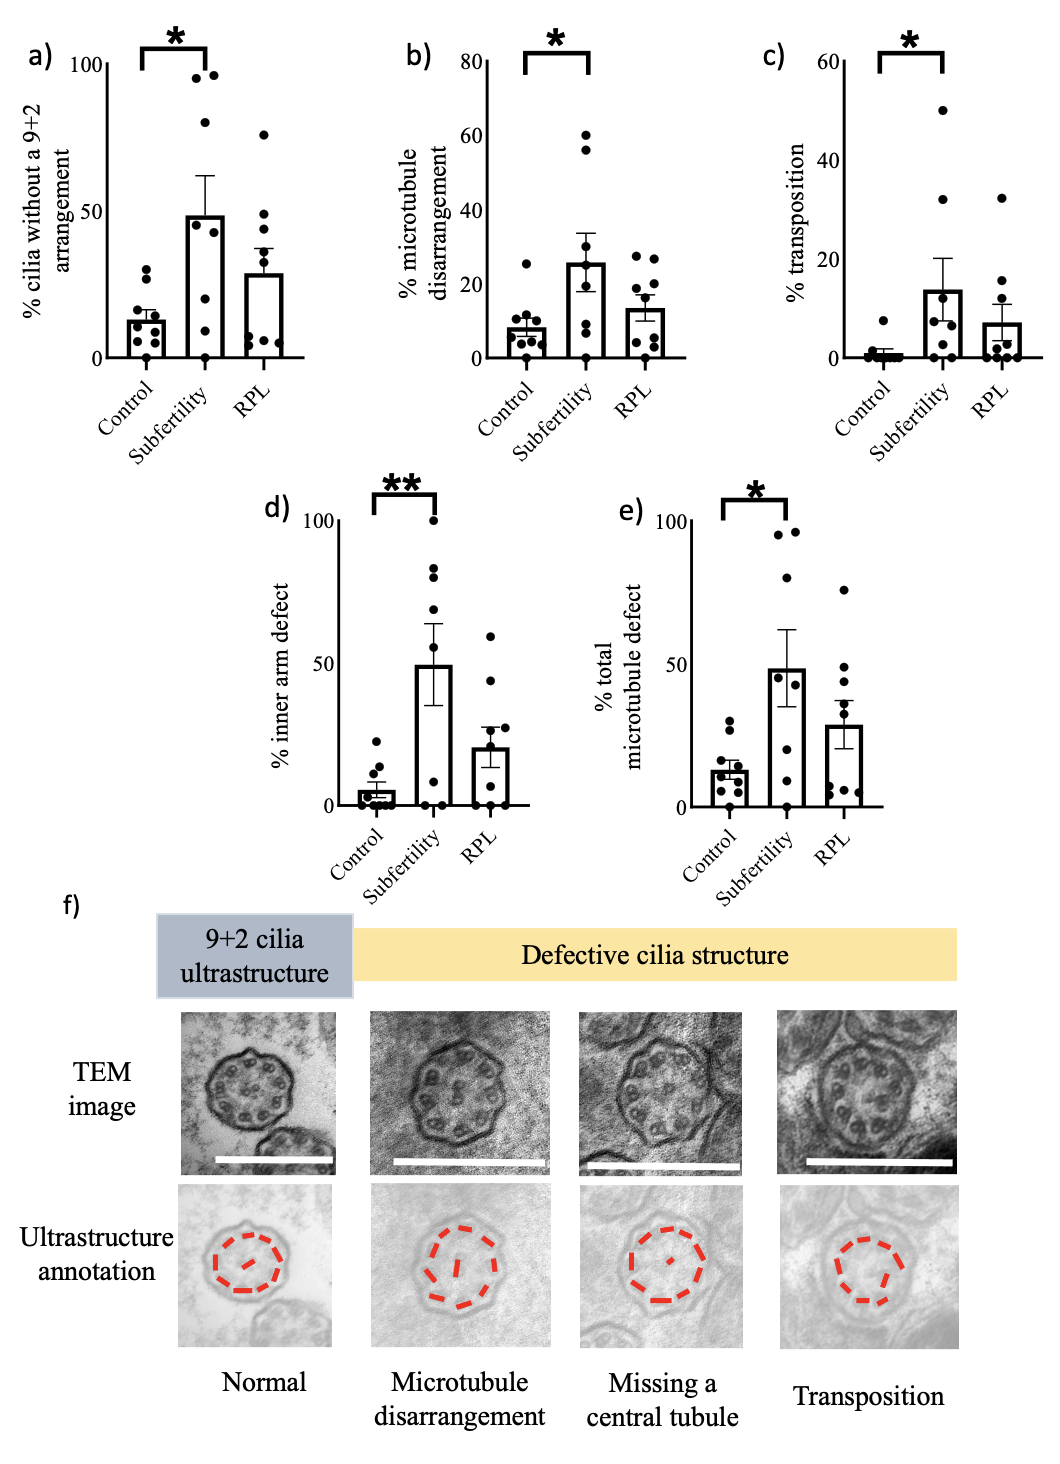 a)
*
% cilia without a 9+2
arrangement
100
50
0
Control
Subfertility
RPL
b)
*
% microtubule
disarrangement
80
60
40
20
0
Control
Subfertility
RPL
c)
*
% transposition
60
40
20
0
Control
Subfertility
RPL
d)
**
% inner arm defect
100
50
0
Control
Subfertility
RPL
e)
*
% total
microtubule defect
100
50
0
Control
Subfertility
RPL
f)
9+2 cilia
ultrastructure
Defective cilia structure
TEM
image
Ultrastructure
annotation
Normal
Microtubule
disarrangement
Missing a
central tubule
Transposition